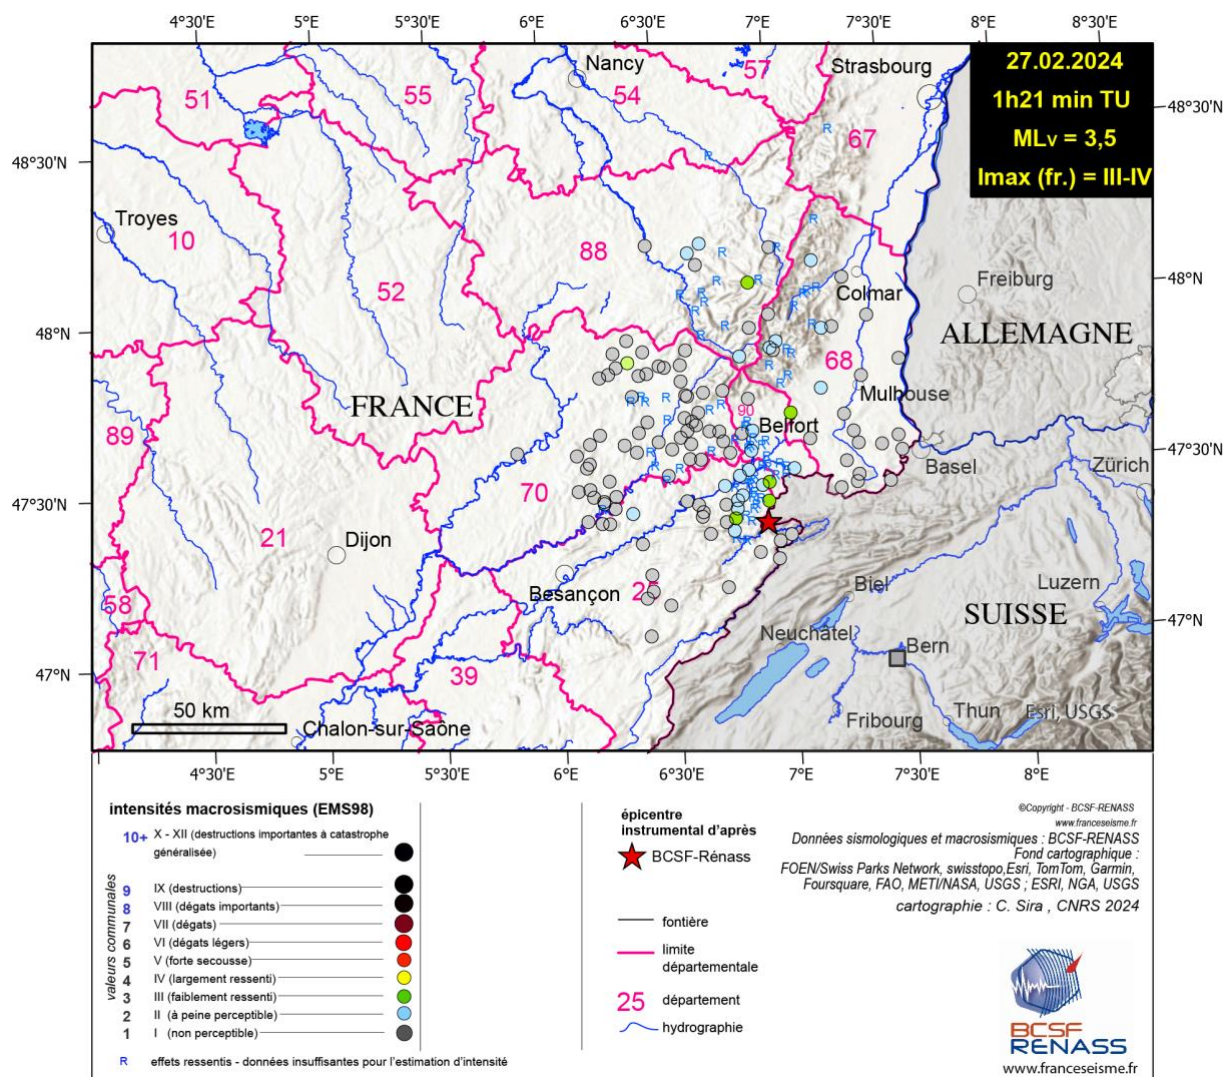 4°30'E 5°E 5°30'E 6°E 6°30'E 7°E 7°30'E 8°E 8°30'E
27.02.2024
1h21 min TU
MLv = 3,5
Imax (fr.) = III-IV
Nancy
57
Strasbourg
51
55
54
48°30'N
48°30'N
67
Troyes
10
88
52
48°N
Freiburg
Colmar
48°N
ALLEMAGNE
68
FRANCE
Mulhouse
89
90
Belfort
47°30'N
Basel
Zürich
47°30'N
70
21
Dijon
Besançon
25
Biel
Luzern
58
SUISSE
47°N
Neuchâtel
71
Bern
47°N
39
50 km
Fribourg
Thun
Esri, USGS
Chalon-sur-Saône
4°30'E 5°E 5°30'E 6°E 6°30'E 7°E 7°30'E 8°E
intensités macrosismiques (EMS98)
valeurs communales
10+ X - XII (destructions importantes à catastrophe
généralisée)
9 IX (destructions)
8 VIII (dégats importants)
7 VII (dégats)
6 VI (dégats légers)
5 V (forte secousse)
4 IV (largement ressenti)
3 III (faiblement ressenti)
2 II (à peine perceptible)
1 I (non perceptible)
R effets ressentis - données insuffisantes pour l'estimation d'intensité
épicentre
instrumental d'après
BCSF-Rénass
fontière
limite
départementale
25 département
hydrographie
©Copyright - BCSF-RENASS
www.franceseisme.fr
Données sismologiques et macrosismiques : BCSF-RENASS
Fond cartographique :
FOEN/Swiss Parks Network, swisstopo,Esri, TomTom, Garmin,
Foursquare, FAO, METI/NASA, USGS ; ESRI, NGA, USGS
cartographie : C. Sira , CNRS 2024
BCSF
RENASS
www.franceseisme.fr